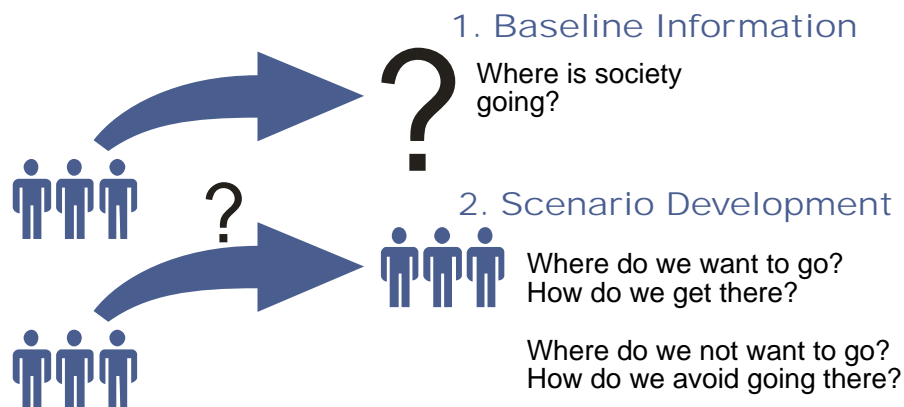 1. Baseline Information
?
Where is society
going?
?
2. Scenario Development
Where do we want to go?
How do we get there?
Where do we not want to go?
How do we avoid going there?